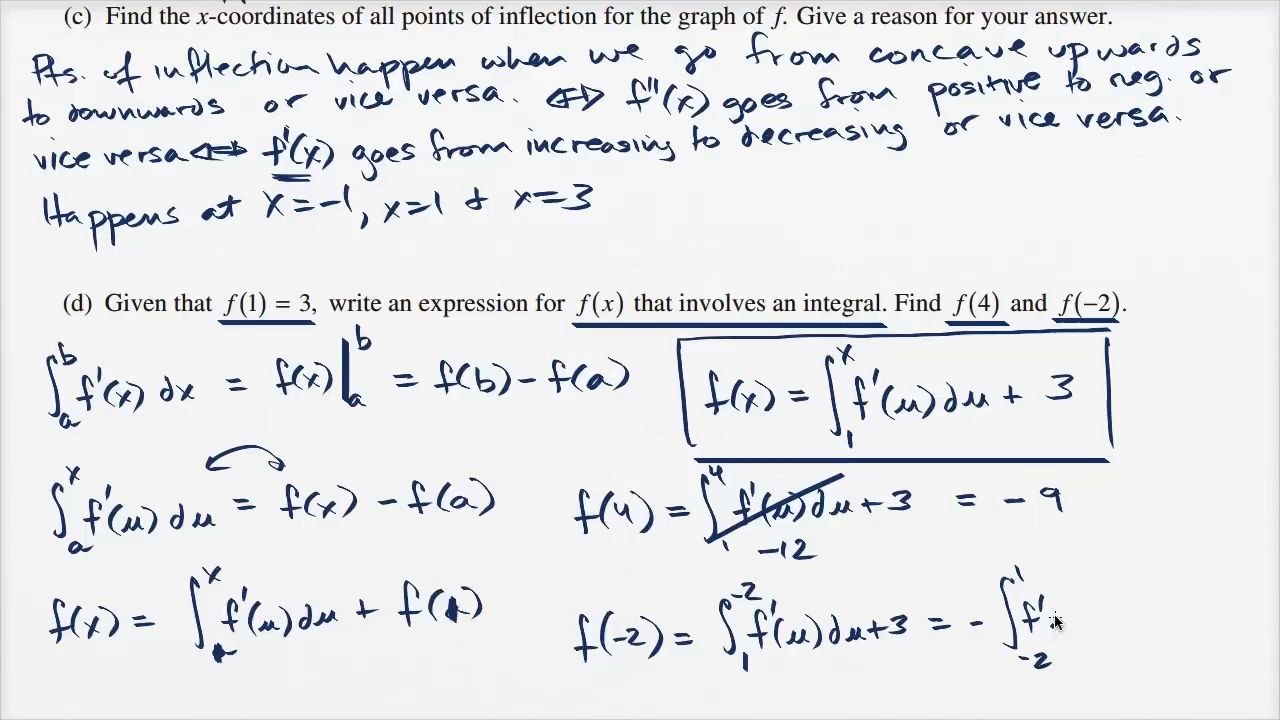 (c) Find the x-coordinates of all points of inflection for the graph of f. Give a reason for your answer.
Pts. of inflection happen when we go from concave upwards
to downwards or vice versa. ⟺ f''(x) goes from positive to neg. or
vice versa ⟺ f'(x) goes from increasing to decreasing or vice versa.
Happens at x=-1, x=1 + x=3
(d) Given that f(1) = 3, write an expression for f(x) that involves an integral. Find f(4) and f(−2).
∫_a^b f'(x) dx = f(x)|_a^b = f(b) - f(a)
f(x) = ∫_1^x f'(u) du + 3
∫_a^x f'(u) du = f(x) - f(a)
f(4) = ∫_1^4 f'(u) du + 3 = -9
-12
f(x) = ∫^x f'(u) du + f(1)
f(-2) = ∫_1^-2 f'(u) du + 3 = - ∫_-2^1 f'